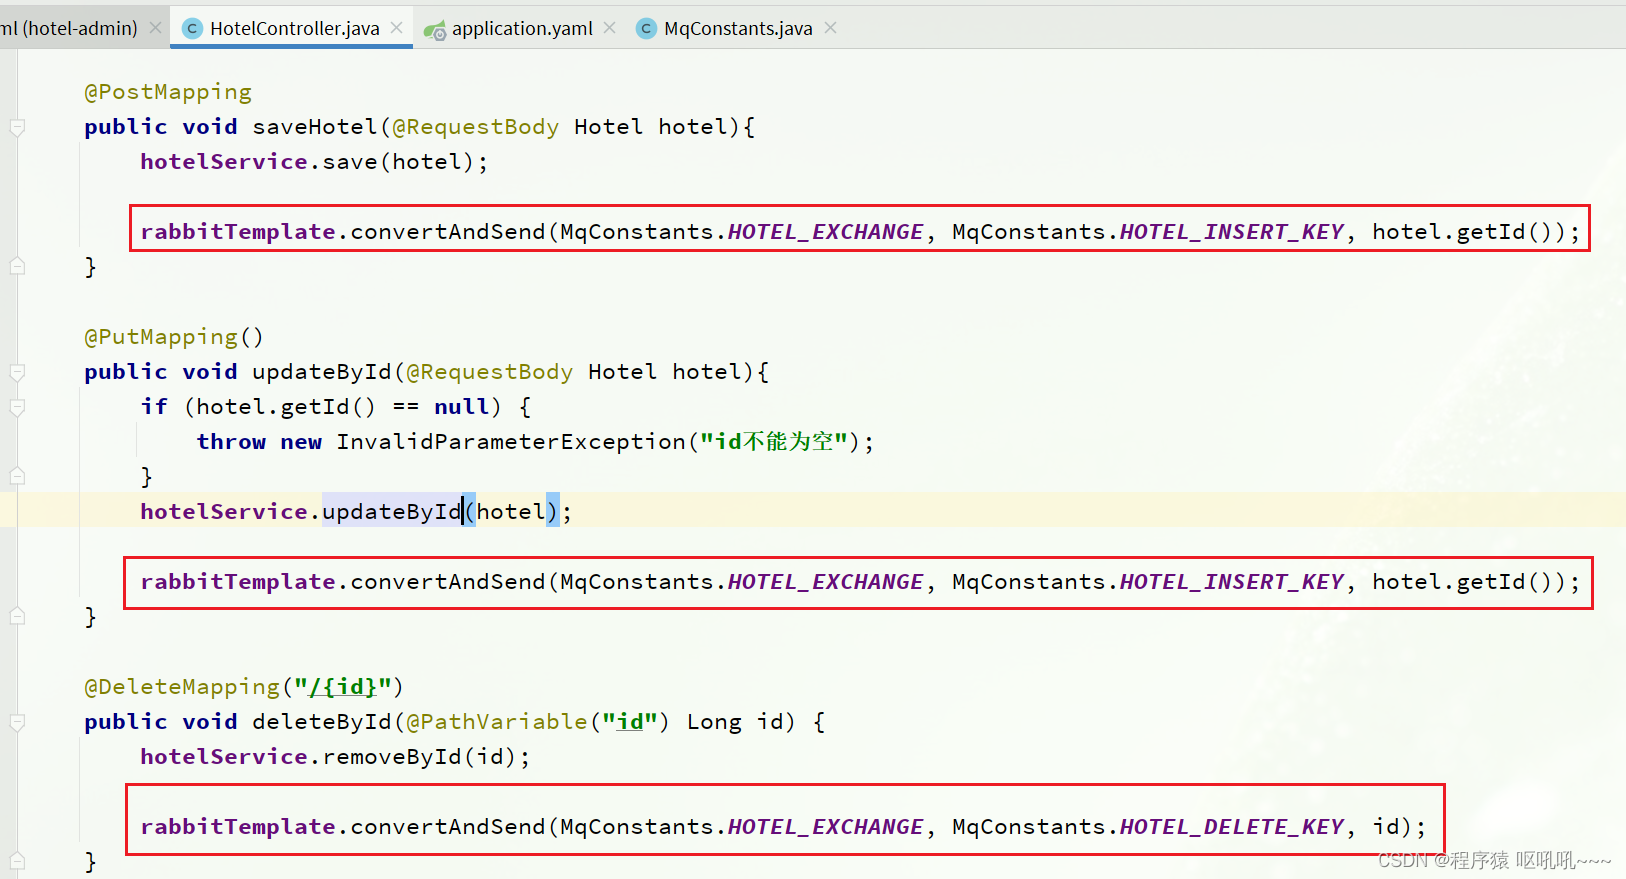 ml (hotel-admin) HotelController.java application.yaml MqConstants.java
@PostMapping
public void saveHotel(@RequestBody Hotel hotel){
hotelService.save(hotel);
rabbitTemplate.convertAndSend(MqConstants.HOTEL_EXCHANGE, MqConstants.HOTEL_INSERT_KEY, hotel.getId());
}
@PutMapping()
public void updateById(@RequestBody Hotel hotel){
if (hotel.getId() == null) {
throw new InvalidParameterException("id不能为空");
}
hotelService.updateById(hotel);
rabbitTemplate.convertAndSend(MqConstants.HOTEL_EXCHANGE, MqConstants.HOTEL_INSERT_KEY, hotel.getId());
}
@DeleteMapping("/{id}")
public void deleteById(@PathVariable("id") Long id) {
hotelService.removeById(id);
rabbitTemplate.convertAndSend(MqConstants.HOTEL_EXCHANGE, MqConstants.HOTEL_DELETE_KEY, id);
}
CSDN @程序猿 呕吼吼~~~